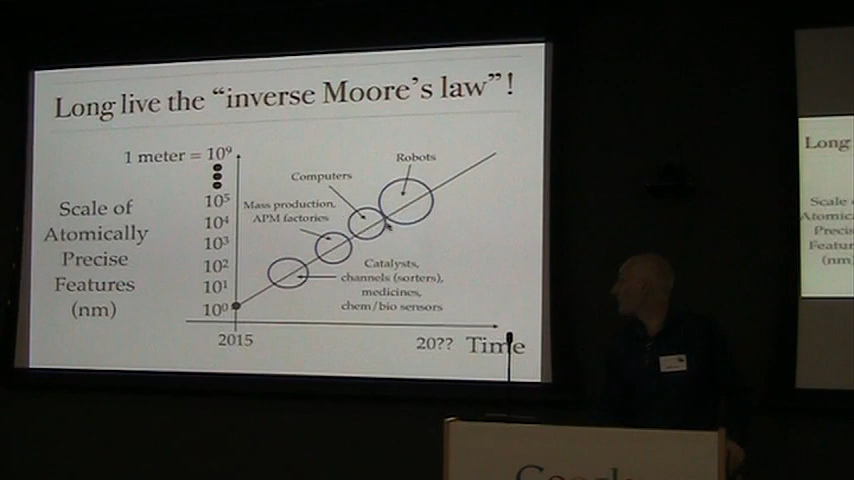 Long live the “inverse Moore’s law”!
1 meter = 10⁹
10⁵
10⁴
10³
10²
10¹
10⁰
Scale of
Atomically
Precise
Features
(nm)
Robots
Computers
Mass production,
APM factories
Catalysts,
channels (sorters),
medicines,
chem/bio sensors
2015
20??
Time
Long
Scale
Precis
(nm)